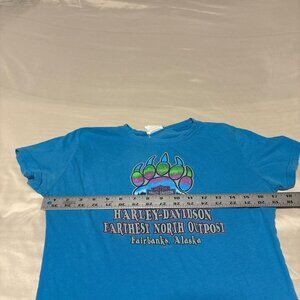 HARLEY-DAVIDSON
FARTHEST NORTH OUTPOST
Fairbanks, Alaska